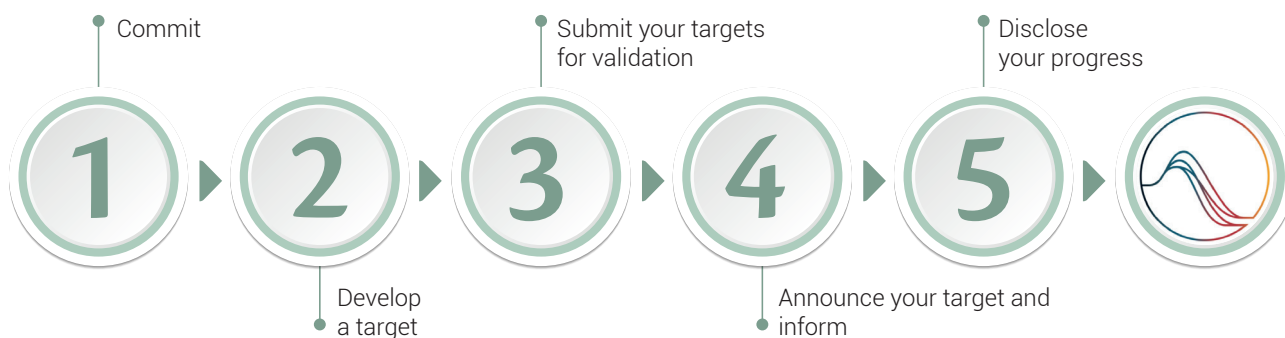 1
Commit
2
Develop
a target
3
Submit your targets
for validation
4
Announce your target and
inform
5
Disclose
your progress